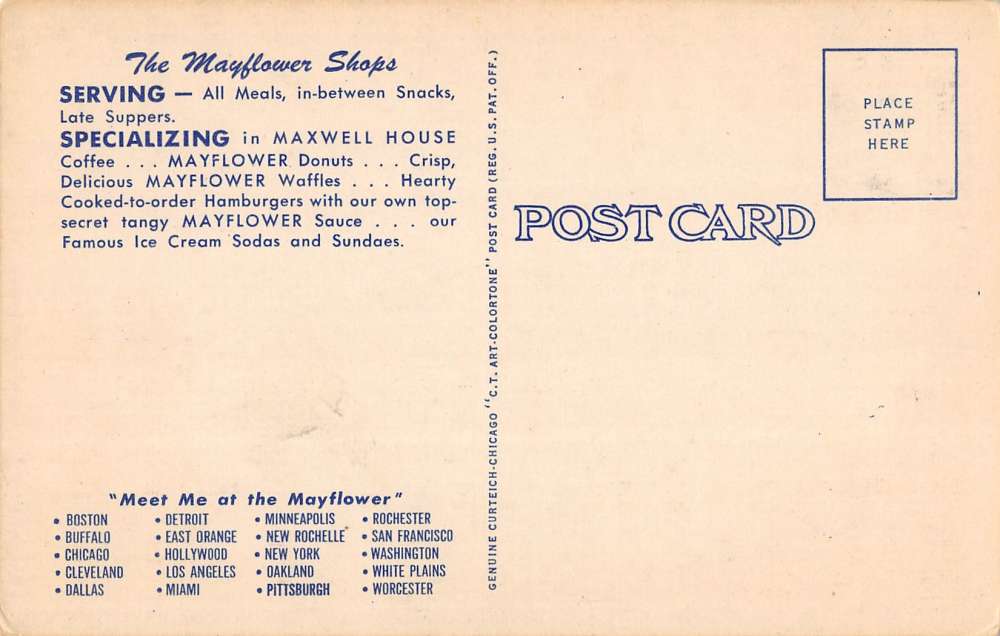 The Mayflower Shops
SERVING — All Meals, in-between Snacks,
Late Suppers.
SPECIALIZING in MAXWELL HOUSE
Coffee . . . MAYFLOWER Donuts . . . Crisp,
Delicious MAYFLOWER Waffles . . . Hearty
Cooked-to-order Hamburgers with our own top-
secret tangy MAYFLOWER Sauce . . . our
Famous Ice Cream Sodas and Sundaes.
"Meet Me at the Mayflower"
• BOSTON • DETROIT • MINNEAPOLIS • ROCHESTER
• BUFFALO • EAST ORANGE • NEW ROCHELLE • SAN FRANCISCO
• CHICAGO • HOLLYWOOD • NEW YORK • WASHINGTON
• CLEVELAND • LOS ANGELES • OAKLAND • WHITE PLAINS
• DALLAS • MIAMI • PITTSBURGH • WORCESTER
GENUINE CURTEICH-CHICAGO "C.T. ART-COLORTONE" POST CARD (REG. U.S. PAT. OFF.)
POST CARD
PLACE
STAMP
HERE